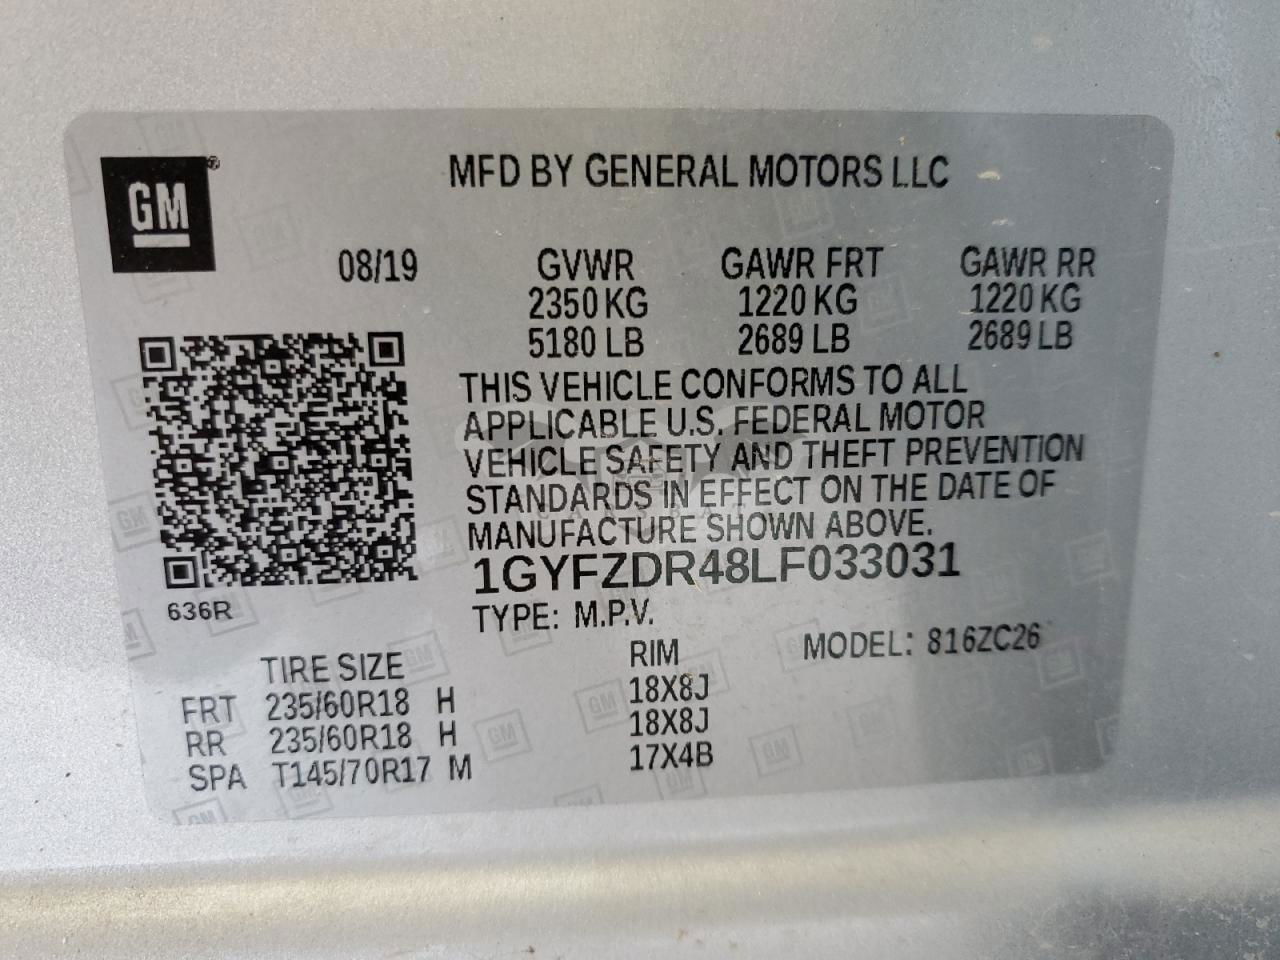 GM®
MFD BY GENERAL MOTORS LLC
08/19 GVWR GAWR FRT GAWR RR
2350 KG 1220 KG 1220 KG
5180 LB 2689 LB 2689 LB
THIS VEHICLE CONFORMS TO ALL
APPLICABLE U.S. FEDERAL MOTOR
VEHICLE SAFETY AND THEFT PREVENTION
STANDARDS IN EFFECT ON THE DATE OF
MANUFACTURE SHOWN ABOVE.
1GYFZDR48LF033031
636R
TYPE: M.P.V.
MODEL: 816ZC26
TIRE SIZE RIM
FRT 235/60R18 H 18X8J
RR 235/60R18 H 18X8J
SPA T145/70R17 M 17X4B